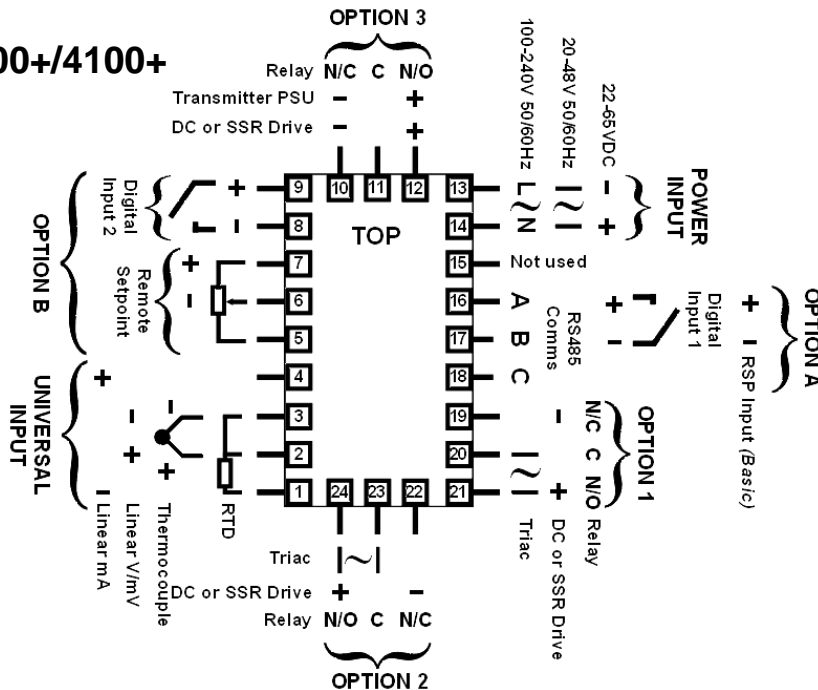 00+/4100+
OPTION 3
Relay N/C C N/O
Transmitter PSU - +
DC or SSR Drive - +
100-240V 50/60Hz
20-48V 50/60Hz
22-65VDC
L ~ N
| ~ |
- +
POWER
INPUT
9 10 11 12 13
8 14
7 15
6 16
5 17
4 18
3 19
2 20
1 24 23 22 21
TOP
Digital
Input 2
+ -
OPTION B
Remote
Setpoint
+ -
UNIVERSAL
INPUT
RTD
Thermocouple
- +
Linear V/mV
- +
Linear mA
+ -
Not used
A B C
RS485
Comms
Digital
Input 1
+ -
RSP Input (Basic)
+ -
OPTION A
OPTION 1
N/C C N/O Relay
- + DC or SSR Drive
| ~ | Triac
Triac | ~ |
DC or SSR Drive + -
Relay N/O C N/C
OPTION 2